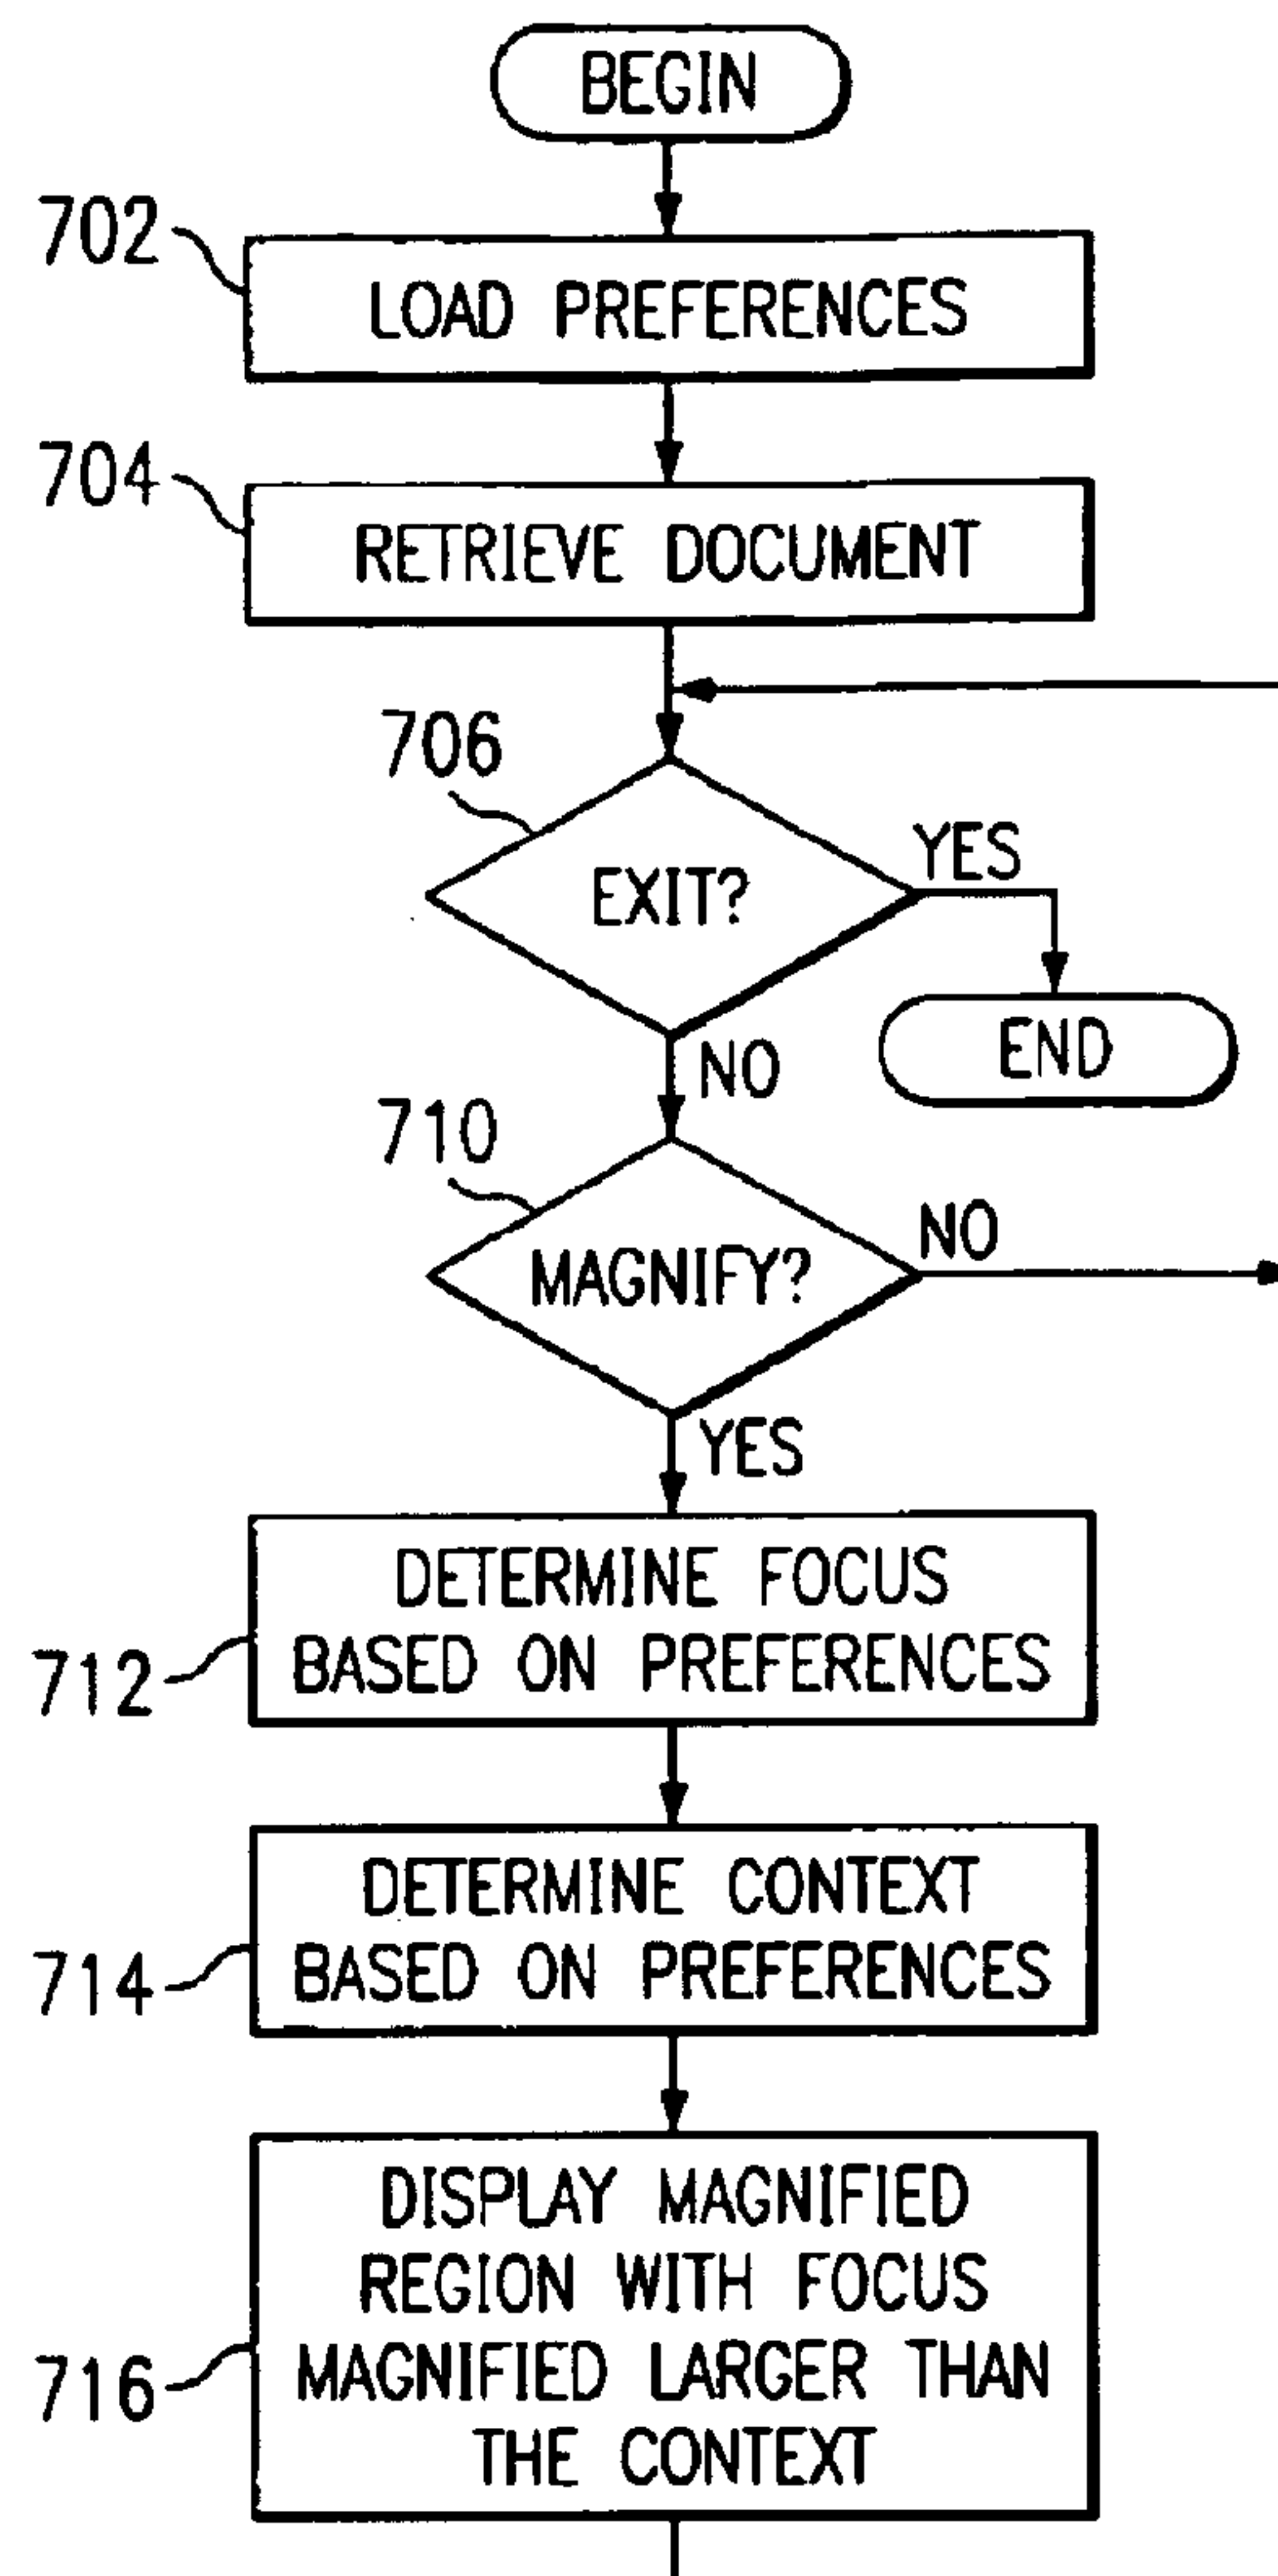 BEGIN
702
LOAD PREFERENCES
704
RETRIEVE DOCUMENT
706
EXIT?
YES
END
NO
710
MAGNIFY?
NO
YES
DETERMINE FOCUS
BASED ON PREFERENCES
712
DETERMINE CONTEXT
BASED ON PREFERENCES
714
DISPLAY MAGNIFIED
REGION WITH FOCUS
MAGNIFIED LARGER THAN
THE CONTEXT
716